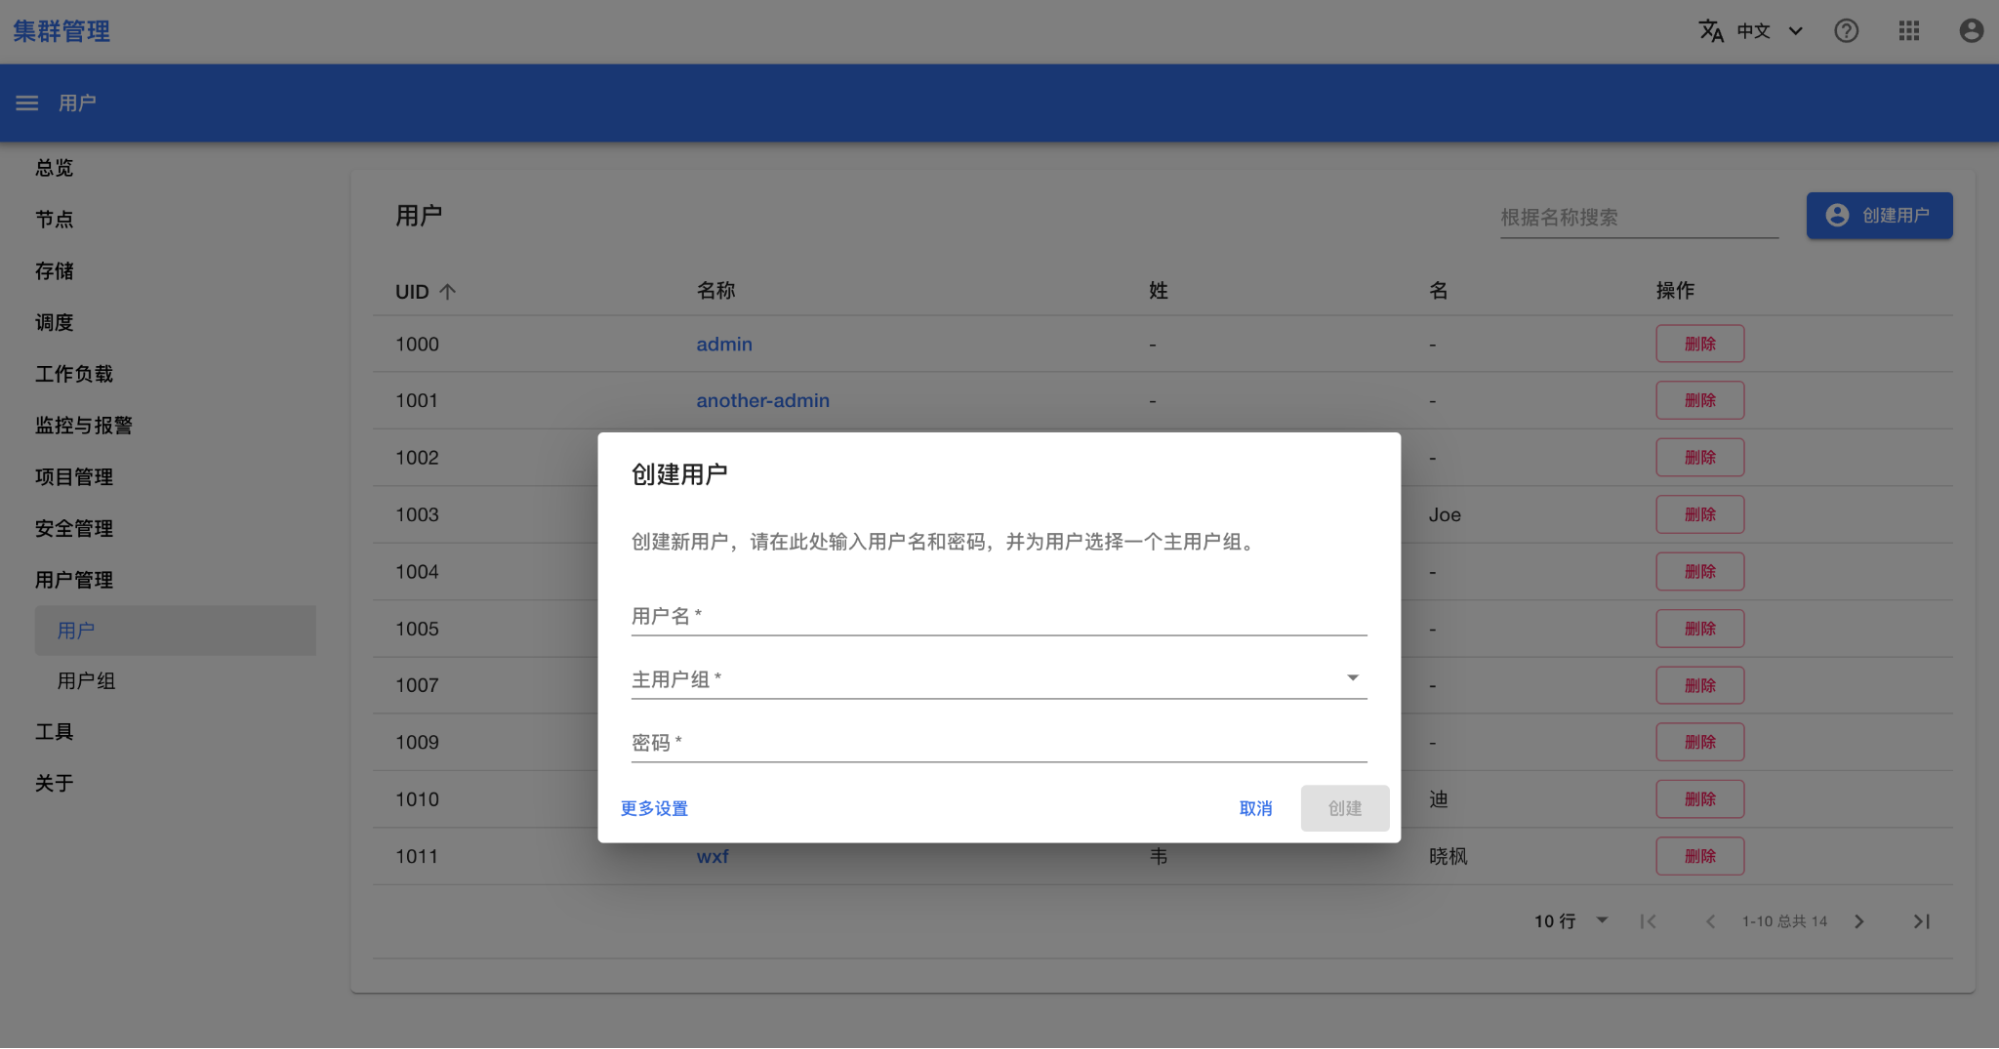 集群管理
中文
用户
总览
节点
存储
调度
工作负载
监控与报警
项目管理
安全管理
用户管理
用户
用户组
工具
关于
用户
根据名称搜索
创建用户
UID 名称 姓 名 操作
1000 admin - - 删除
1001 another-admin - - 删除
1002 - 删除
1003 Joe 删除
1004 - 删除
1005 - 删除
1007 - 删除
1009 - 删除
1010 迪 删除
1011 wxf 韦 晓枫 删除
10 行 1-10 总共 14
创建用户
创建新用户，请在此处输入用户名和密码，并为用户选择一个主用户组。
用户名 *
主用户组 *
密码 *
更多设置 取消 创建